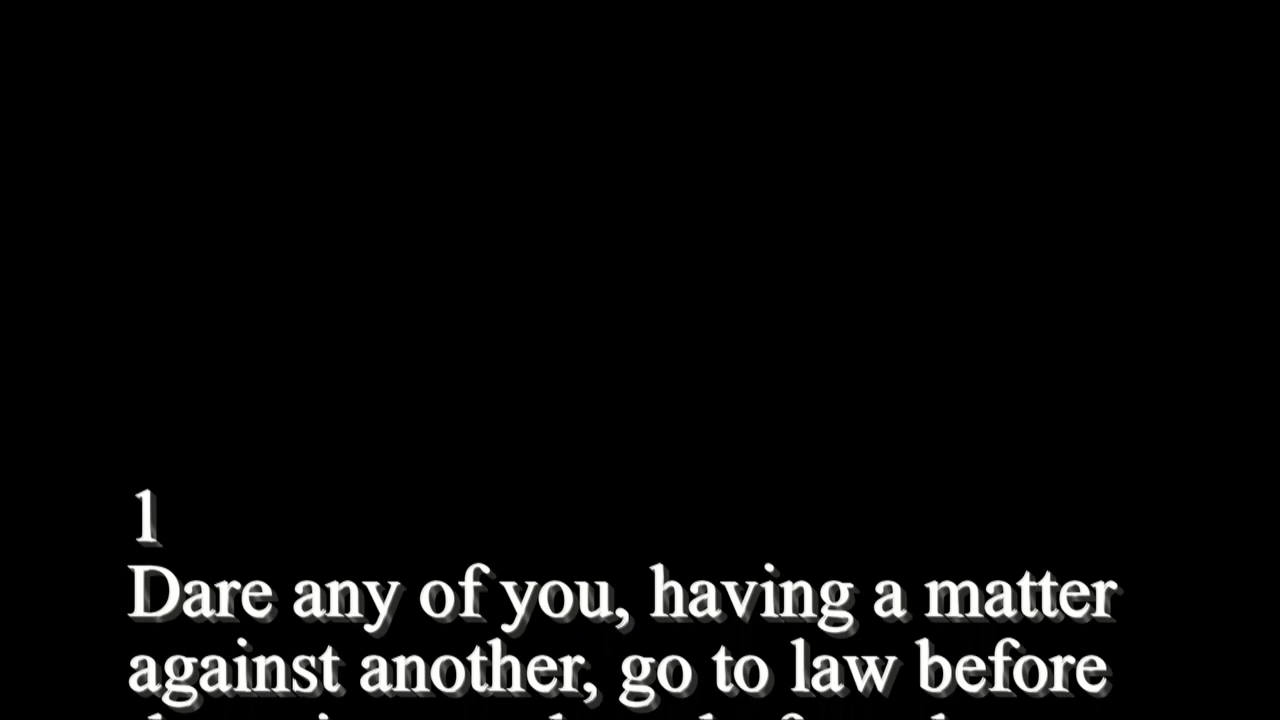 1
Dare any of you, having a matter
against another, go to law before